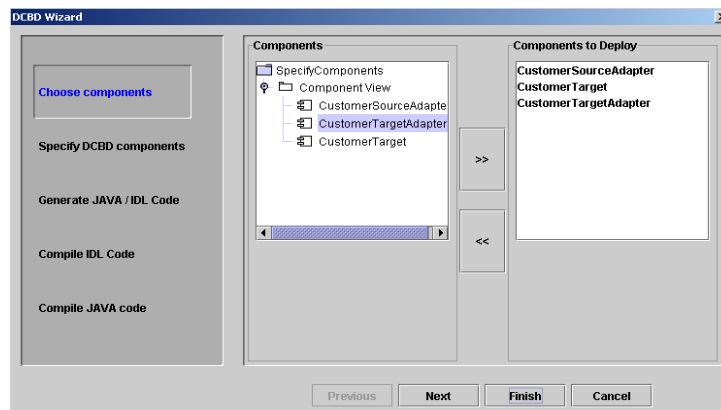 DCBD Wizard
Choose components
Specify DCBD components
Generate JAVA / IDL Code
Compile IDL Code
Compile JAVA code
Components
SpecifyComponents
Component View
CustomerSourceAdapte
CustomerTargetAdapter
CustomerTarget
>>
<<
Components to Deploy
CustomerSourceAdapter
CustomerTarget
CustomerTargetAdapter
Previous Next Finish Cancel